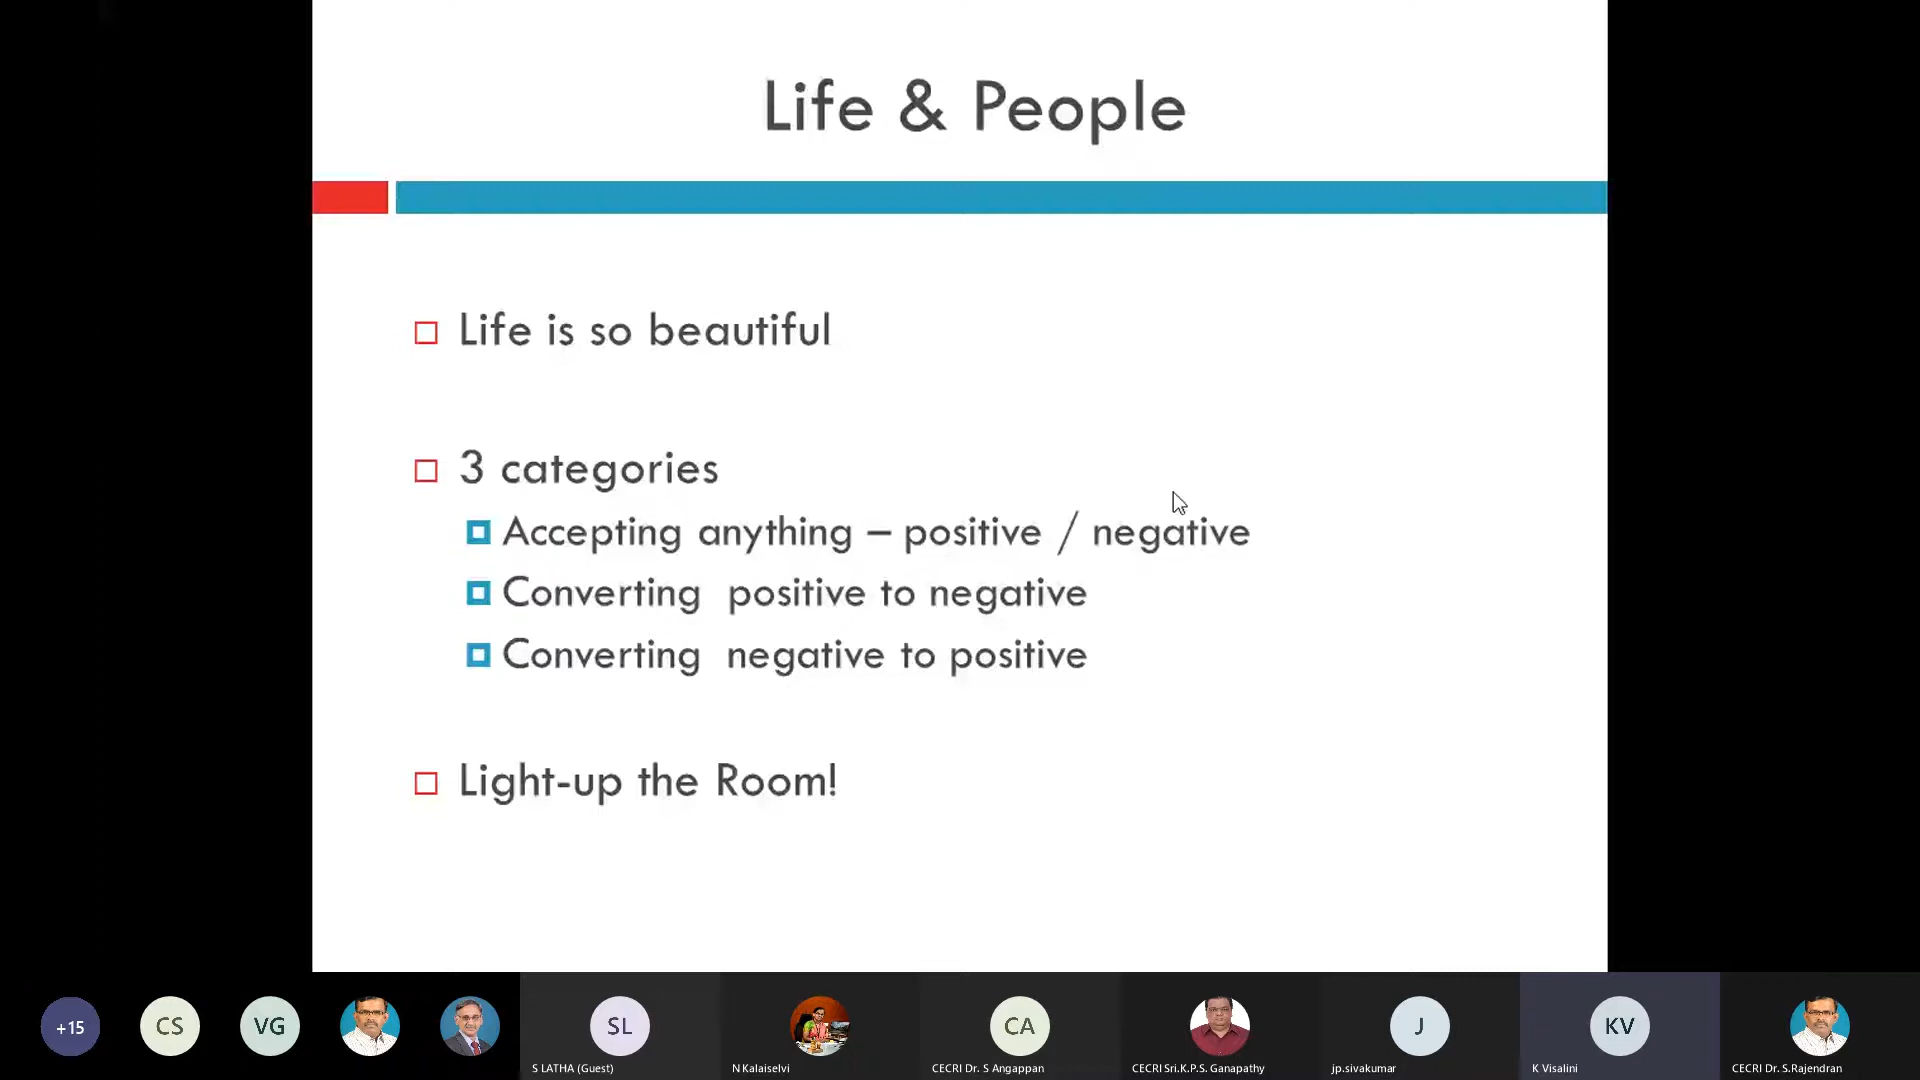 Life & People
Life is so beautiful
3 categories
Accepting anything – positive / negative
Converting positive to negative
Converting negative to positive
Light-up the Room!
+15
CS
VG
SL
CA
J
KV
S LATHA (Guest)
N Kalaiselvi
CECRI Dr. S Angappan
CECRI Sri.K.P.S. Ganapathy
jp.sivakumar
K Visalini
CECRI Dr. S.Rajendran